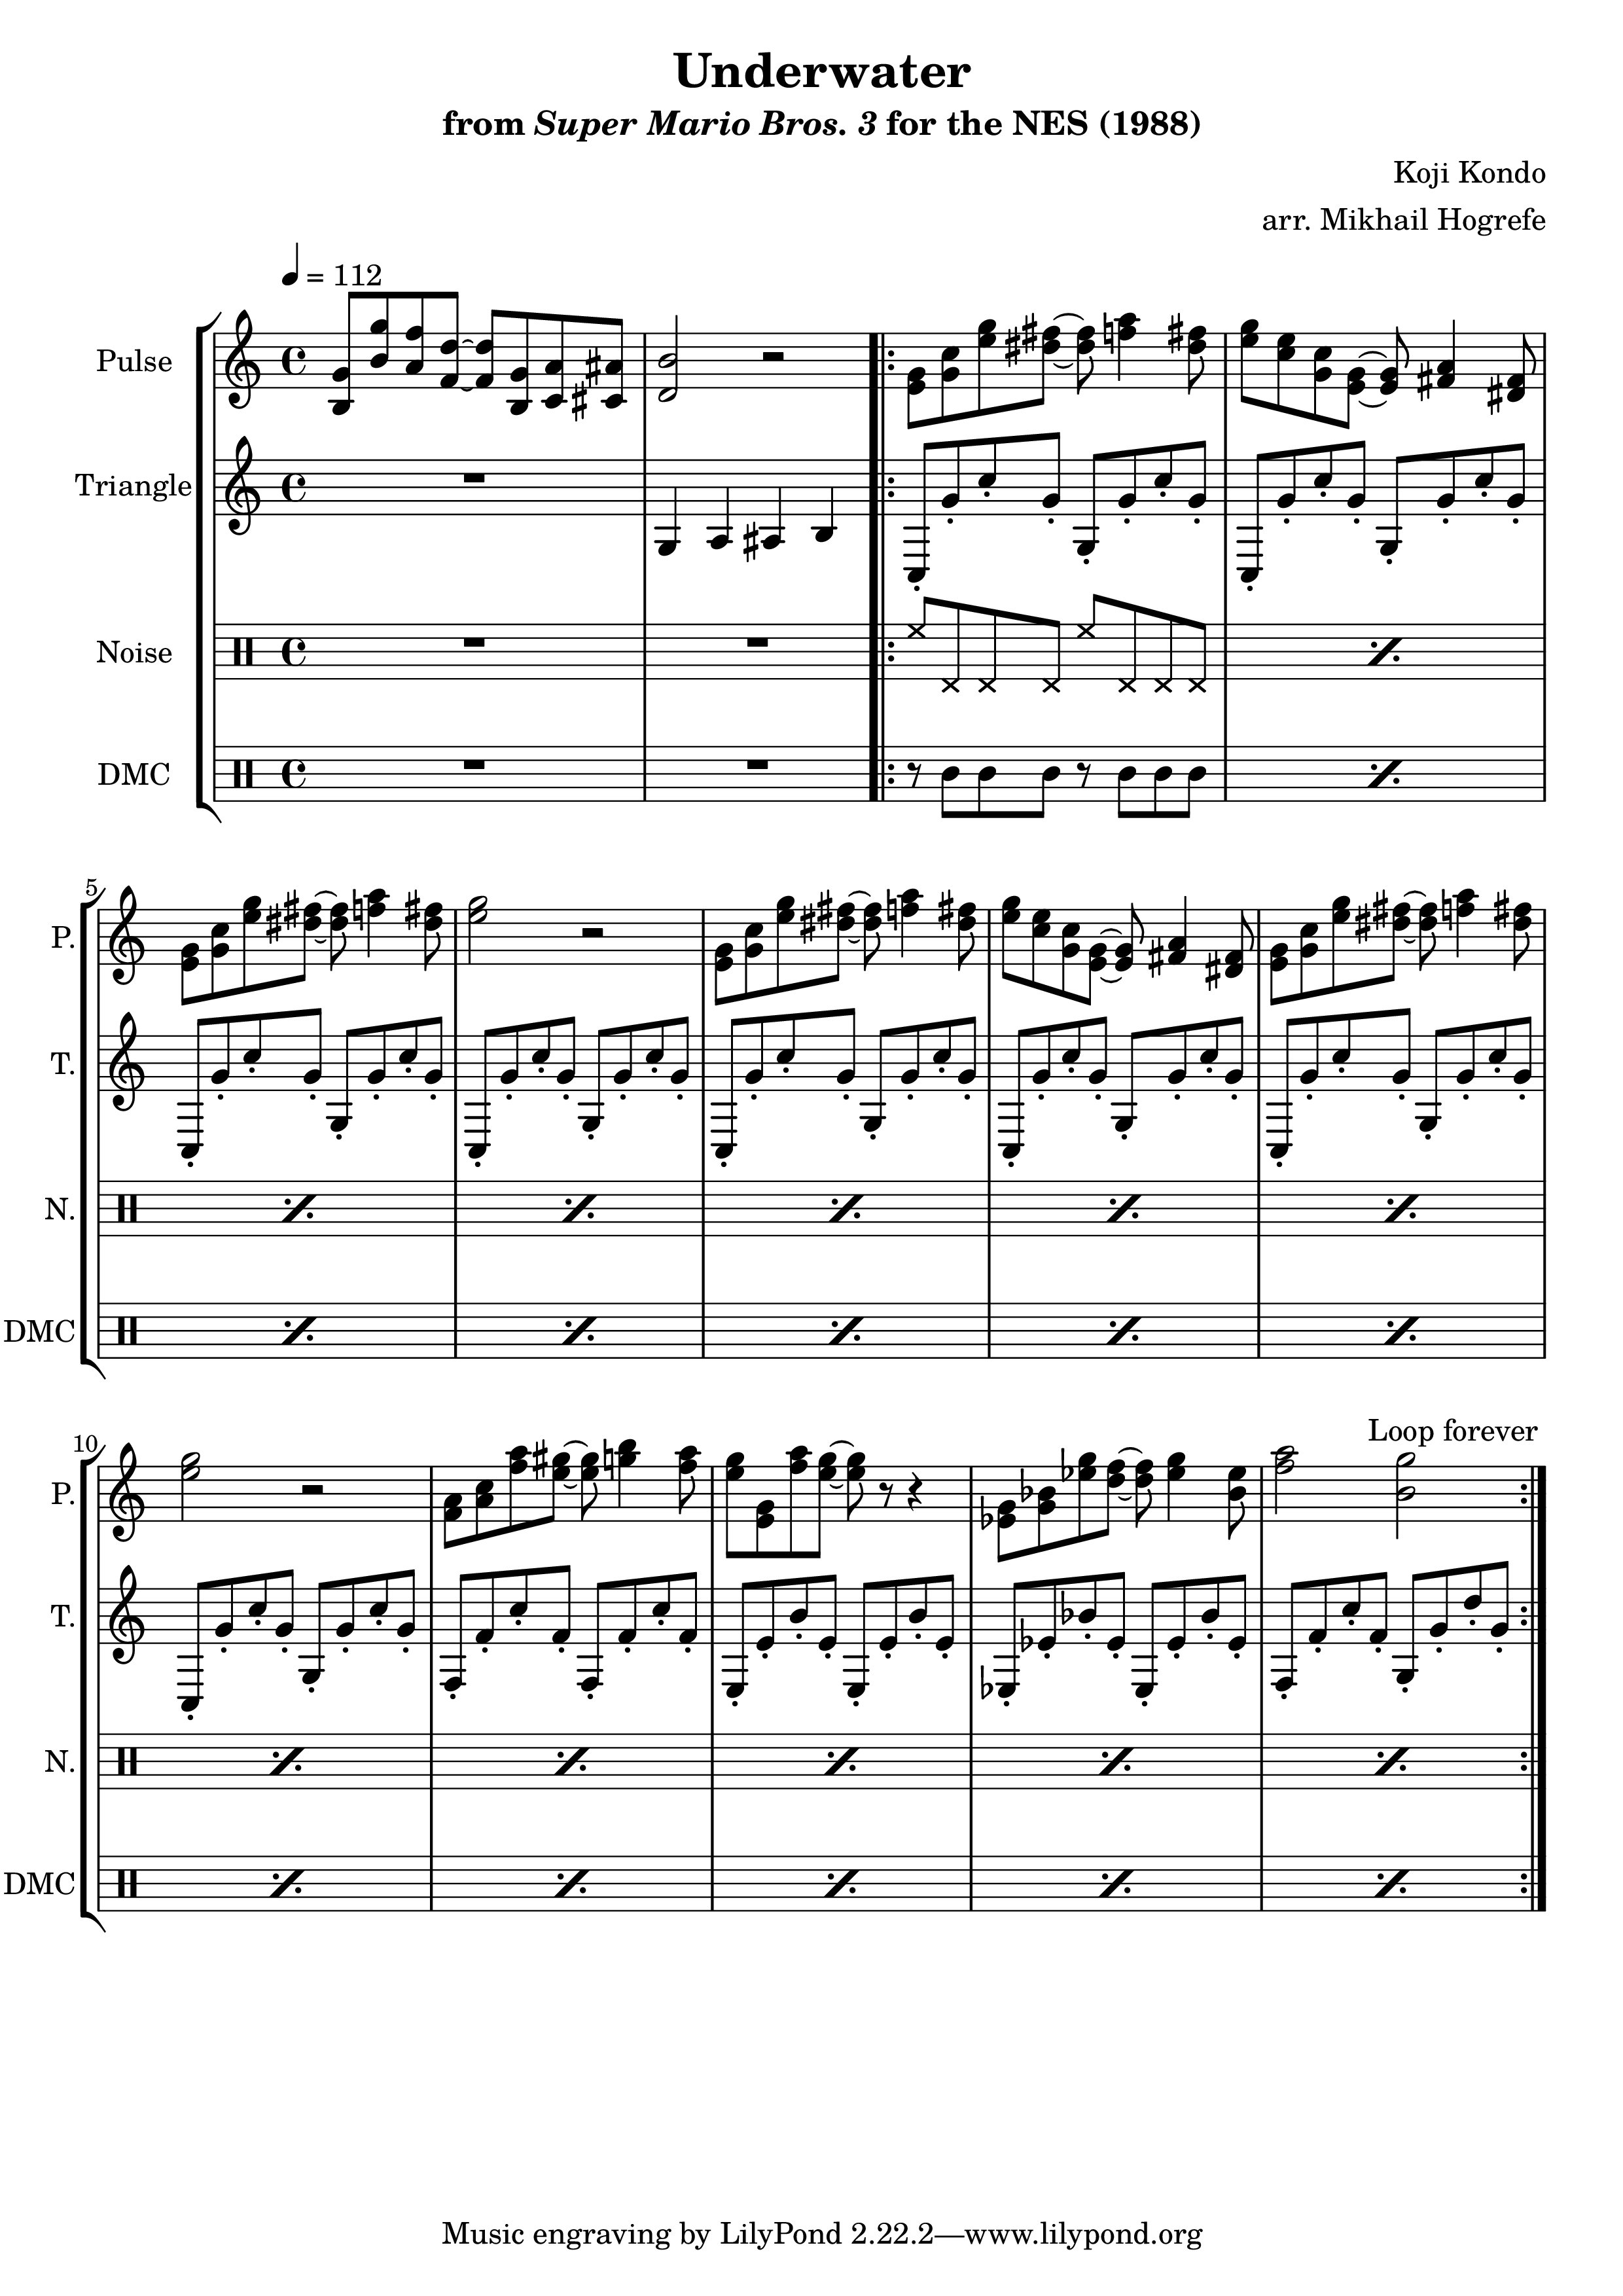 Underwater
from Super Mario Bros. 3 for the NES (1988)
Koji Kondo
arr. Mikhail Hogrefe
= 112
Pulse
Triangle
Noise
DMC
5
P.
T.
N.
DMC
10
Loop forever
P.
T.
N.
DMC
Music engraving by LilyPond 2.22.2—www.lilypond.org